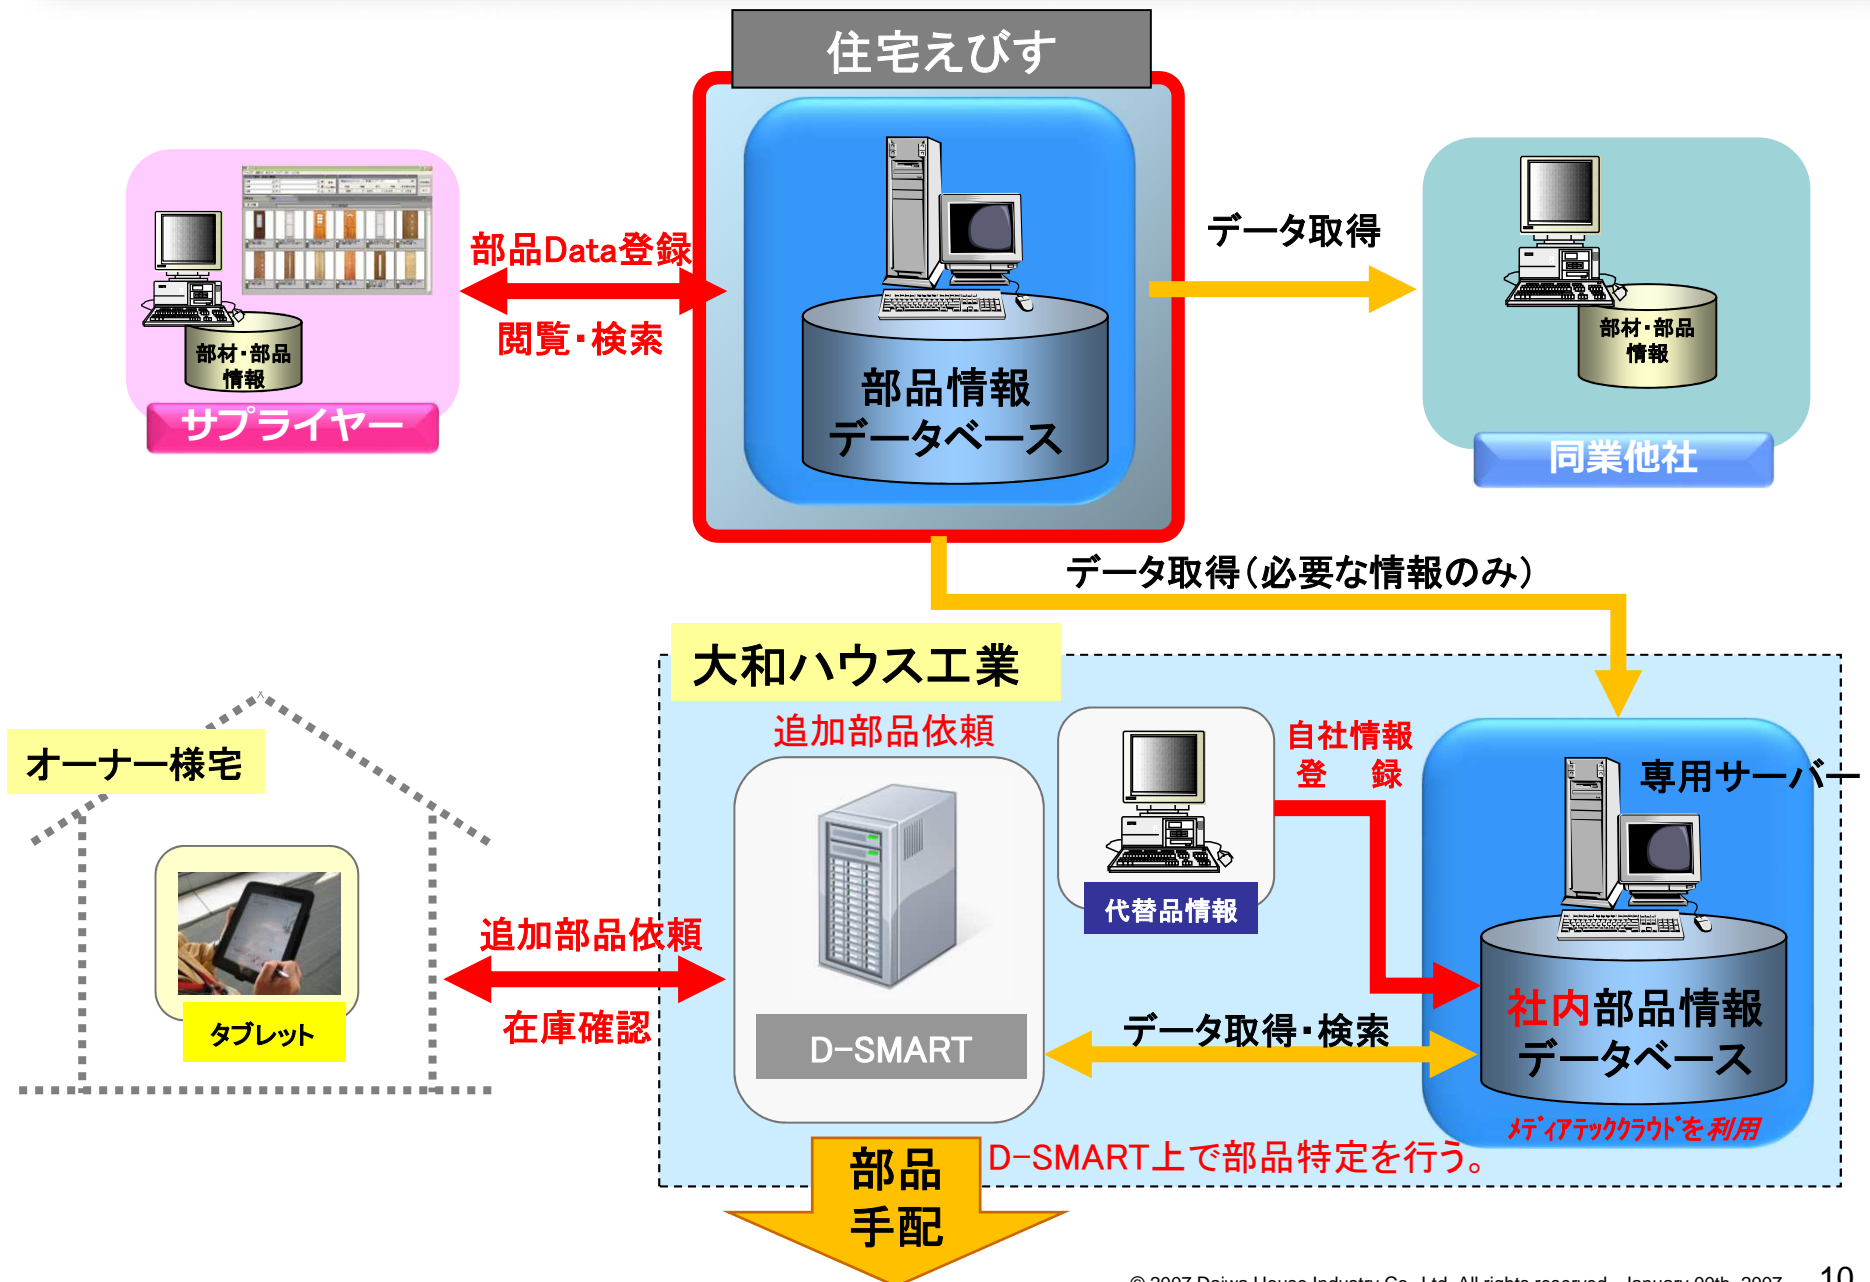 住宅えびす
部品Data登録
閲覧・検索
部材・部品
情報
サプライヤー
部品情報
データベース
データ取得
部材・部品
情報
同業他社
データ取得（必要な情報のみ）
大和ハウス工業
追加部品依頼
オーナー様宅
タブレット
追加部品依頼
在庫確認
D-SMART
代替品情報
自社情報
登　録
専用サーバー
データ取得・検索
社内部品情報
データベース
ﾒﾃﾞｨｱﾃｯｸｸﾗｳﾄﾞを利用
D-SMART上で部品特定を行う。
部品
手配
10